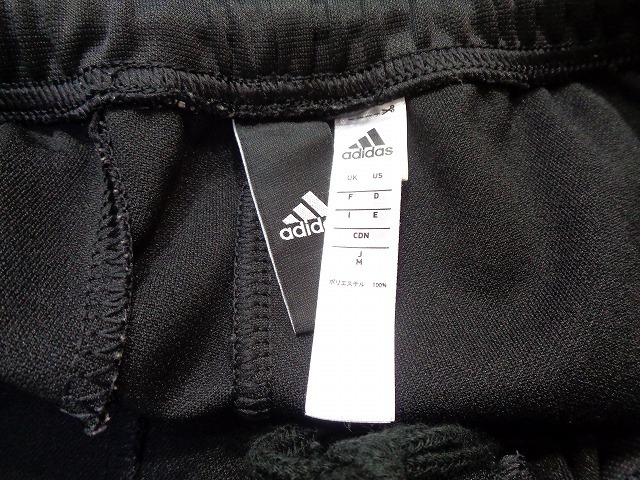 adidas
UK US
F D
I E
CDN
J
M
ポリエステル 100%
adidas